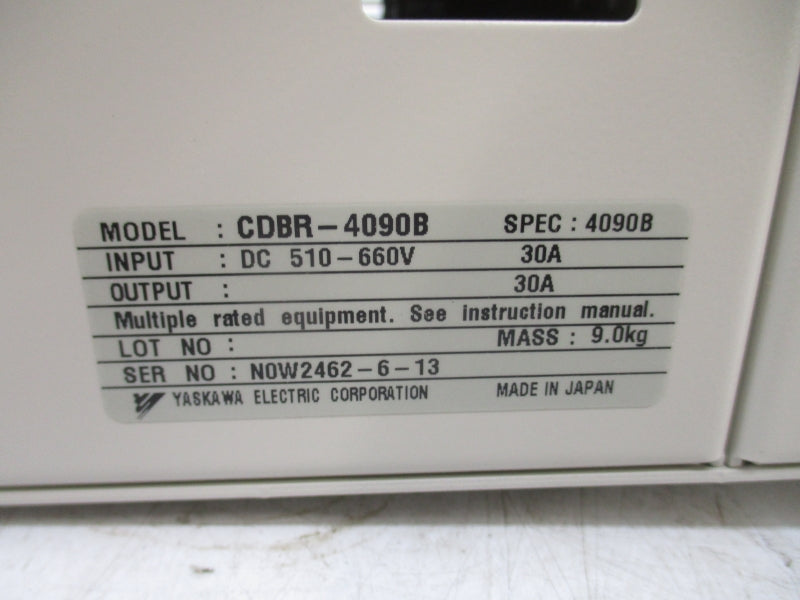 MODEL : CDBR-4090B SPEC : 4090B
INPUT : DC 510-660V 30A
OUTPUT : 30A
Multiple rated equipment. See instruction manual.
LOT NO : MASS : 9.0kg
SER NO : N0W2462-6-13
YASKAWA ELECTRIC CORPORATION MADE IN JAPAN